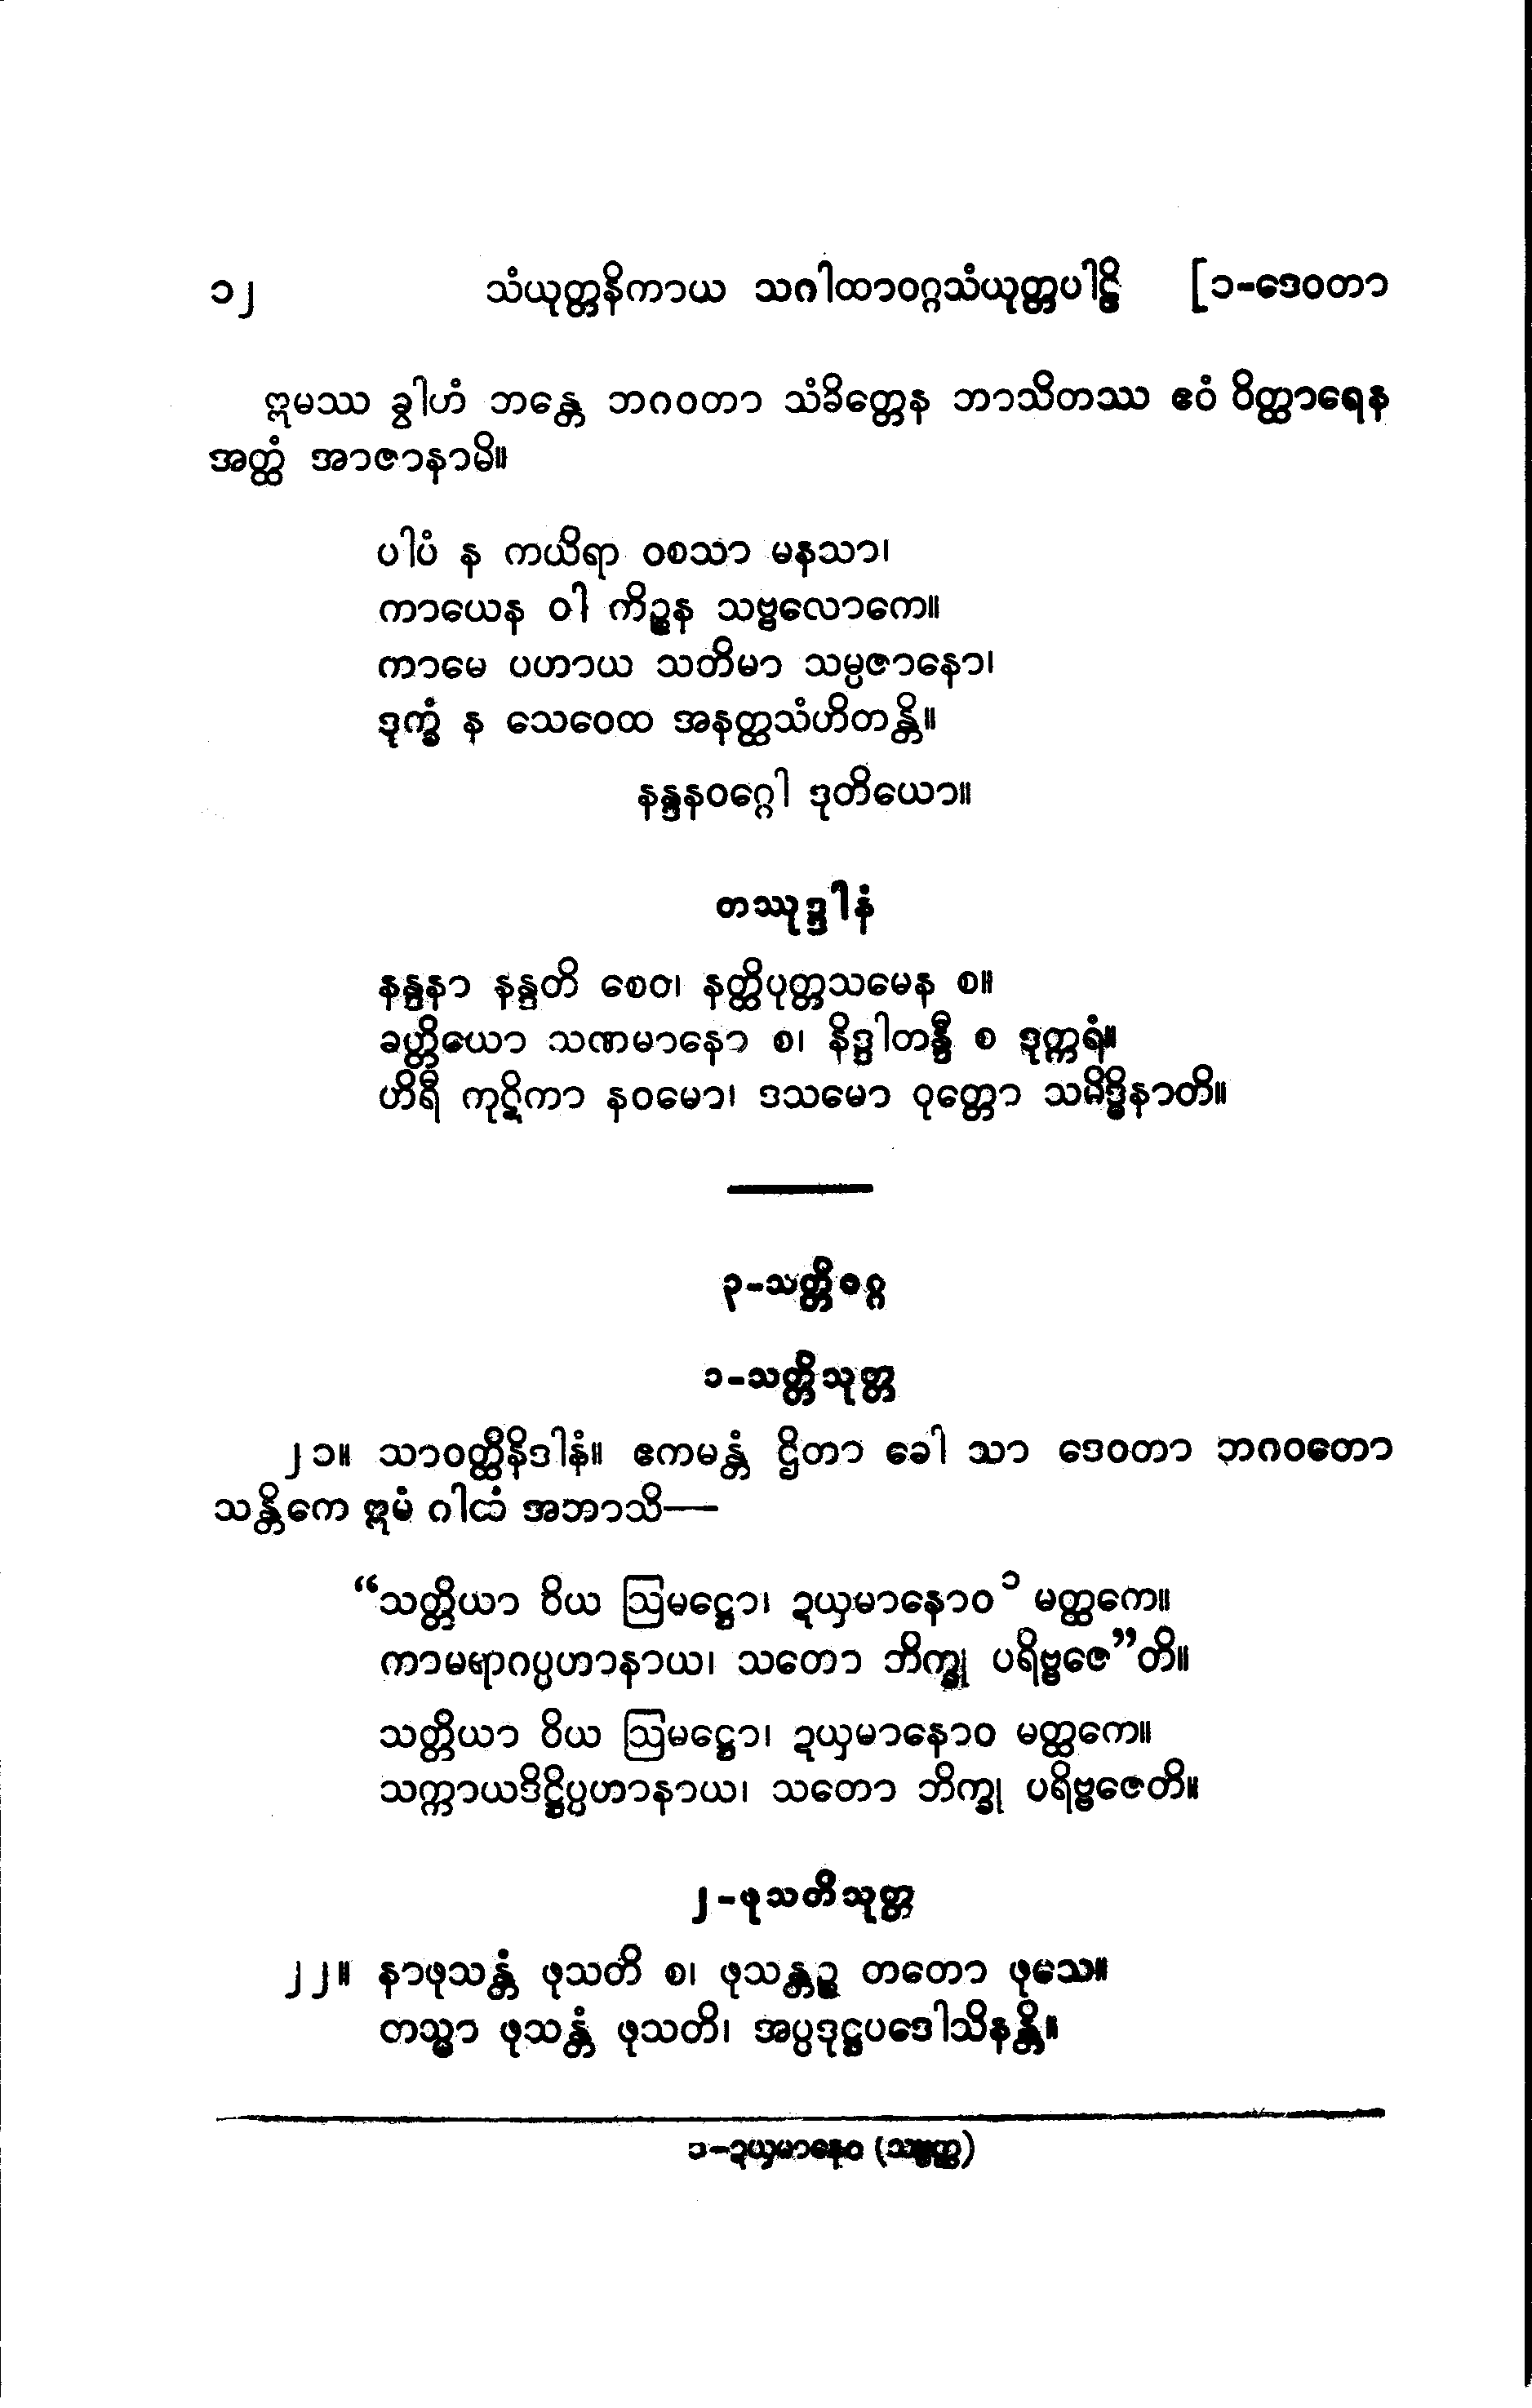 ၁၂ သံယုတ္တနိကာယ သဂါထာဝဂ္ဂသံယုတ္တပါဠိ [၁-ဒေဝတာ
ဣမဿ ခွါဟံ ဘန္တေ ဘဂဝတာ သံခိတ္တေန ဘာသိတဿ ဧဝံ ဝိတ္ထာရေန
အတ္ထံ အာဇာနာမိ။
ပါပံ န ကယိရာ ဝစသာ မနသာ၊
ကာယေန ဝါ ကိဉ္စန သဗ္ဗလောကေ။
ကာမေ ပဟာယ သတိမာ သမ္ပဇာနော၊
ဒုက္ခံ န သေဝေထ အနတ္ထသံဟိတန္တိ။
နန္ဒနဝဂ္ဂေါ ဒုတိယော။
တဿုဒ္ဒါနံ
နန္ဒနာ နန္ဒတိ စေဝ၊ နတ္ထိပုတ္တသမေန စ။
ခတ္တိယော သဏမာနော စ၊ နိဒ္ဒါတန္ဒီ စ ဒုက္ကရံ။
ဟိရီ ကုဋိကာ နဝမော၊ ဒသမော ဝုတ္တော သမိဒ္ဓိနာတိ။
၃-သတ္တိဝဂ္ဂ
၁-သတ္တိသုတ္တ
၂၁။ သာဝတ္ထိနိဒါနံ။ ဧကမန္တံ ဌိတာ ခေါ သာ ဒေဝတာ ဘဂဝတော
သန္တိကေ ဣမံ ဂါထံ အဘာသိ—
“သတ္တိယာ ဝိယ ဩမဋ္ဌော၊ ဍယှမာနောဝ ၁ မတ္ထကေ။
ကာမရာဂပ္ပဟာနာယ၊ သတော ဘိက္ခု ပရိဗ္ဗဇေ”တိ။
သတ္တိယာ ဝိယ ဩမဋ္ဌော၊ ဍယှမာနောဝ မတ္ထကေ။
သက္ကာယဒိဋ္ဌိပ္ပဟာနာယ၊ သတော ဘိက္ခု ပရိဗ္ဗဇေတိ။
၂-ဖုသတိသုတ္တ
၂၂။ နာဖုသန္တံ ဖုသတိ စ၊ ဖုသန္တဉ္စ တတော ဖုသေ။
တသ္မာ ဖုသန္တံ ဖုသတိ၊ အပ္ပဒုဋ္ဌပဒေါသိနန္တိ။
၁-ဍယှမာနေဝ (သဗ္ဗတ္ထ)